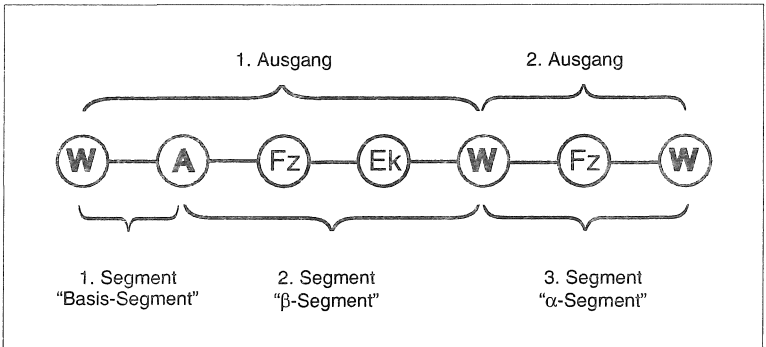 1. Ausgang 2. Ausgang
W A Fz Ek W Fz W
1. Segment 2. Segment 3. Segment
"Basis-Segment" "β-Segment" "α-Segment"